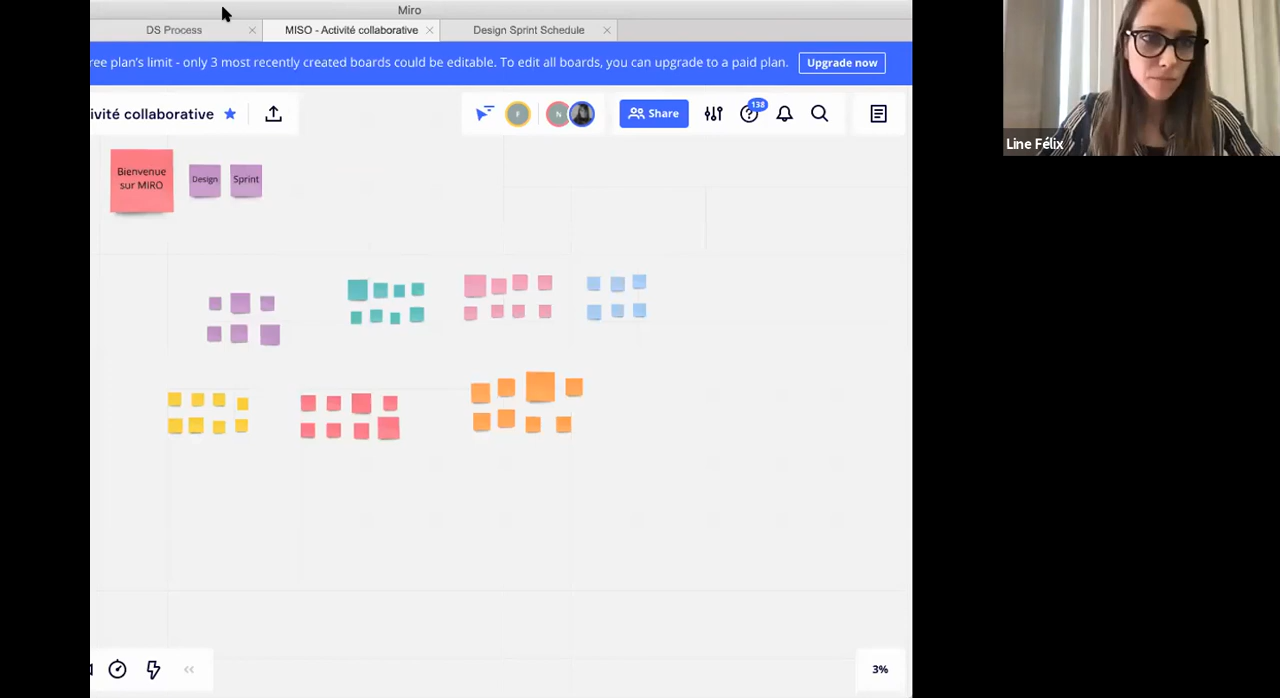 Miro
DS Process
MISO - Activité collaborative
Design Sprint Schedule
ree plan's limit - only 3 most recently created boards could be editable. To edit all boards, you can upgrade to a paid plan.
Upgrade now
ivité collaborative
F
N
Share
138
Bienvenue
sur MIRO
Design
Sprint
Line Félix
3%